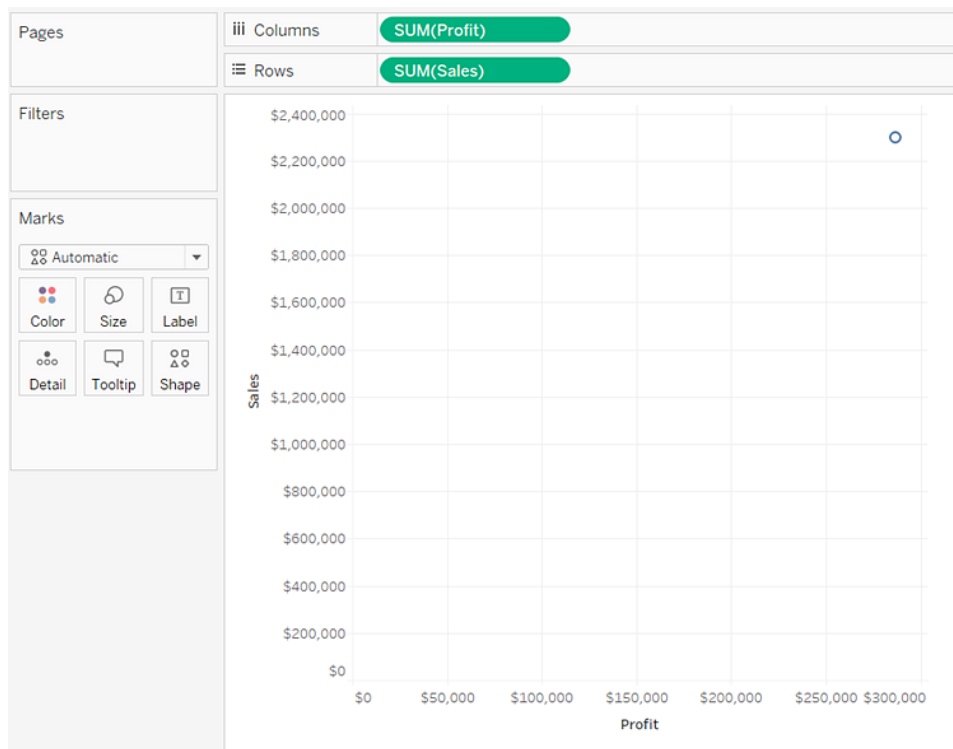 Pages
Columns
SUM(Profit)
Rows
SUM(Sales)
Filters
Marks
Automatic
Color
Size
T
Label
Detail
Tooltip
Shape
$2,400,000
$2,200,000
$2,000,000
$1,800,000
$1,600,000
$1,400,000
$1,200,000
$1,000,000
$800,000
$600,000
$400,000
$200,000
$0
Sales
$0 $50,000 $100,000 $150,000 $200,000 $250,000 $300,000
Profit